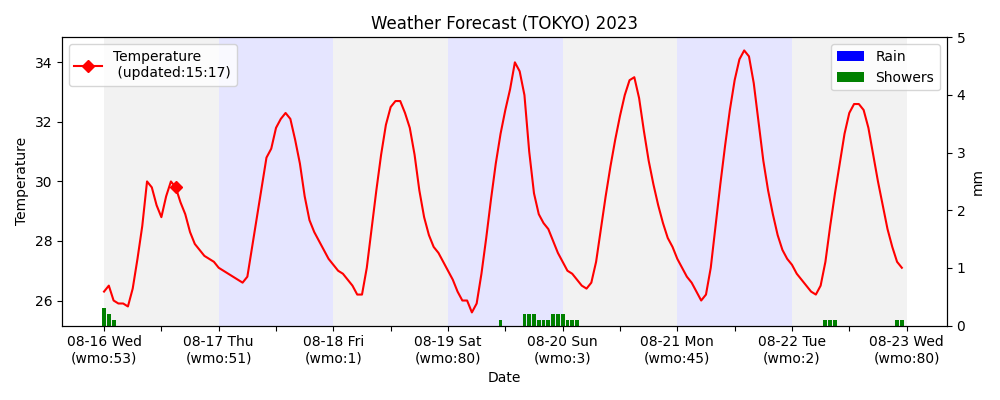 Weather Forecast (TOKYO) 2023
Temperature
(updated:15:17)
Rain
Showers
Temperature
34
32
30
28
26
mm
5
4
3
2
1
0
08-16 Wed
(wmo:53)
08-17 Thu
(wmo:51)
08-18 Fri
(wmo:1)
08-19 Sat
(wmo:80)
08-20 Sun
(wmo:3)
08-21 Mon
(wmo:45)
08-22 Tue
(wmo:2)
08-23 Wed
(wmo:80)
Date